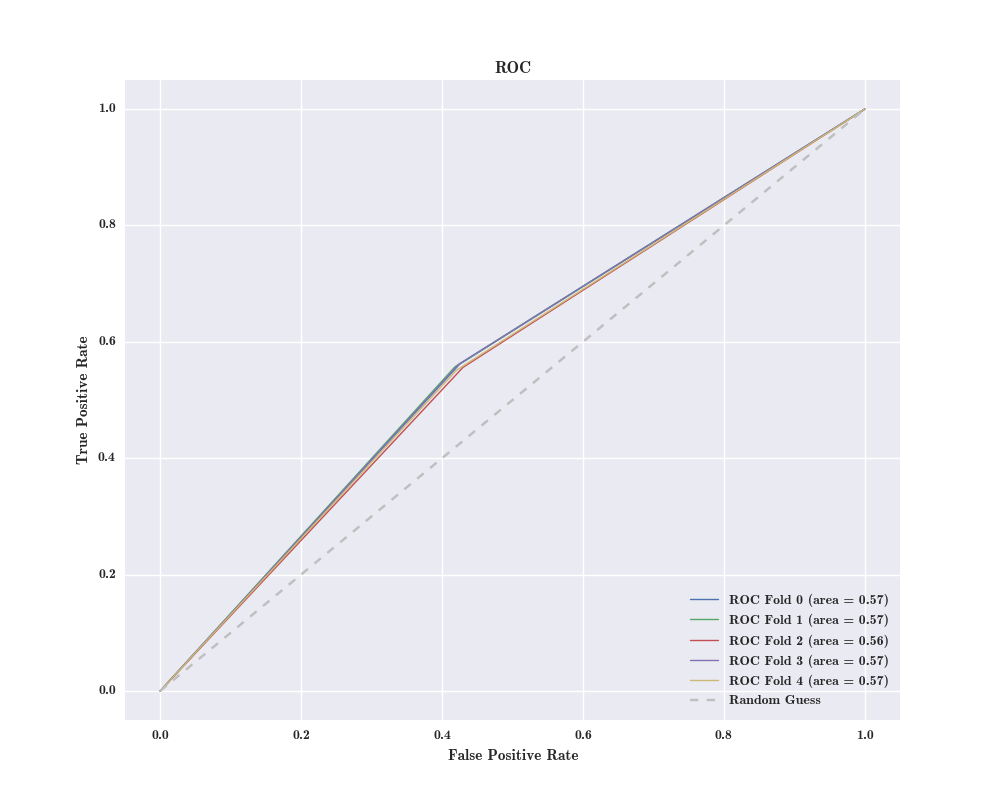 ROC
1.0
0.8
0.6
0.4
0.2
0.0
True Positive Rate
ROC Fold 0 (area = 0.57)
ROC Fold 1 (area = 0.57)
ROC Fold 2 (area = 0.56)
ROC Fold 3 (area = 0.57)
ROC Fold 4 (area = 0.57)
Random Guess
0.0 0.2 0.4 0.6 0.8 1.0
False Positive Rate